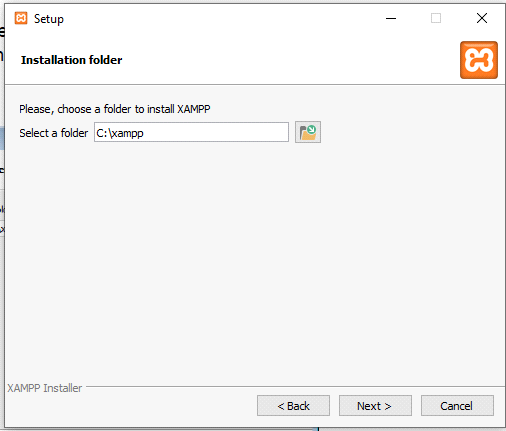 Setup
Installation folder
Please, choose a folder to install XAMPP
Select a folder C:\xampp
XAMPP Installer
< Back Next > Cancel